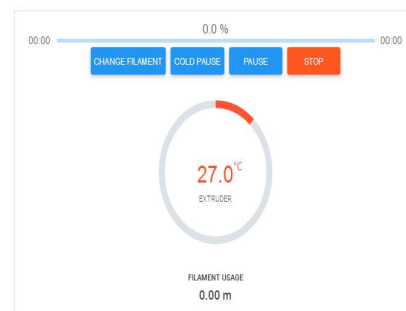 0.0 %
00:00 00:00
CHANGE FILAMENT COLD PAUSE PAUSE STOP
27.0°C
EXTRUDER
FILAMENT USAGE
0.00 m